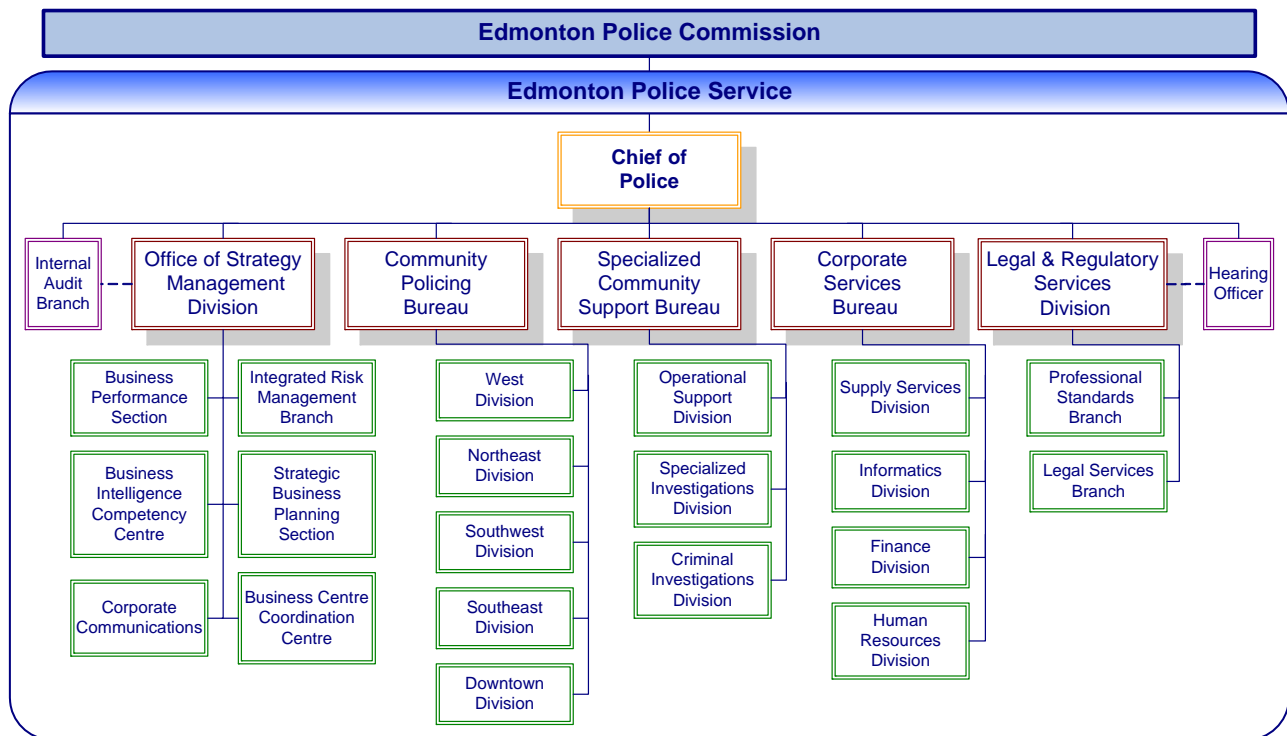 Edmonton Police Commission
Edmonton Police Service
Chief of
Police
Internal
Audit
Branch
Office of Strategy
Management
Division
Community
Policing
Bureau
Specialized
Community
Support Bureau
Corporate
Services
Bureau
Legal & Regulatory
Services
Division
Hearing
Officer
Business
Performance
Section
Integrated Risk
Management
Branch
Business
Intelligence
Competency
Centre
Strategic
Business
Planning
Section
Corporate
Communications
Business Centre
Coordination
Centre
West
Division
Northeast
Division
Southwest
Division
Southeast
Division
Downtown
Division
Operational
Support
Division
Specialized
Investigations
Division
Criminal
Investigations
Division
Supply Services
Division
Informatics
Division
Finance
Division
Human
Resources
Division
Professional
Standards
Branch
Legal Services
Branch